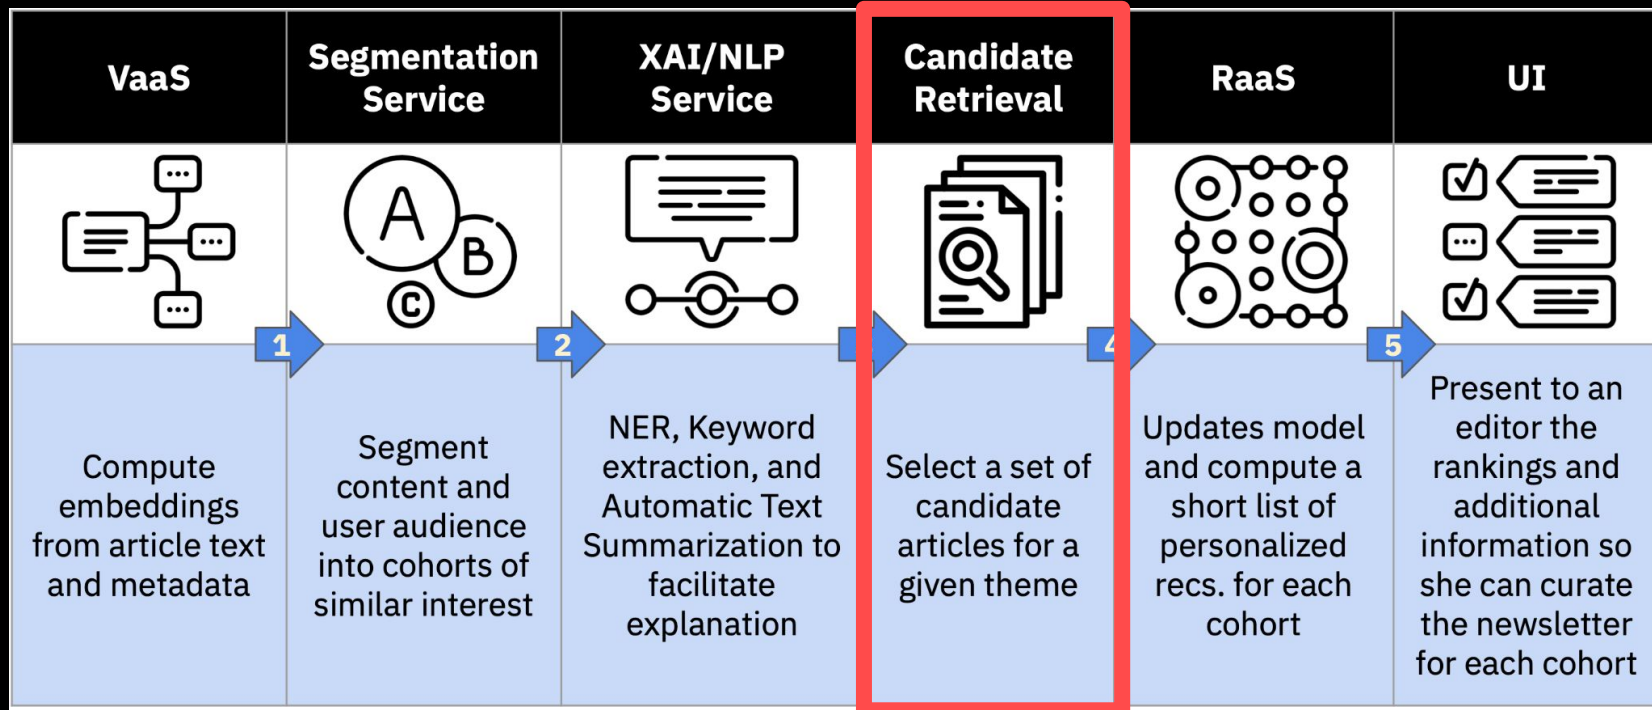 VaaS
Segmentation
Service
XAI/NLP
Service
Candidate
Retrieval
RaaS
UI
A
B
C
1
2
4
5
Compute
embeddings
from article text
and metadata
Segment
content and
user audience
into cohorts of
similar interest
NER, Keyword
extraction, and
Automatic Text
Summarization to
facilitate
explanation
Select a set of
candidate
articles for a
given theme
Updates model
and compute a
short list of
personalized
recs. for each
cohort
Present to an
editor the
rankings and
additional
information so
she can curate
the newsletter
for each cohort